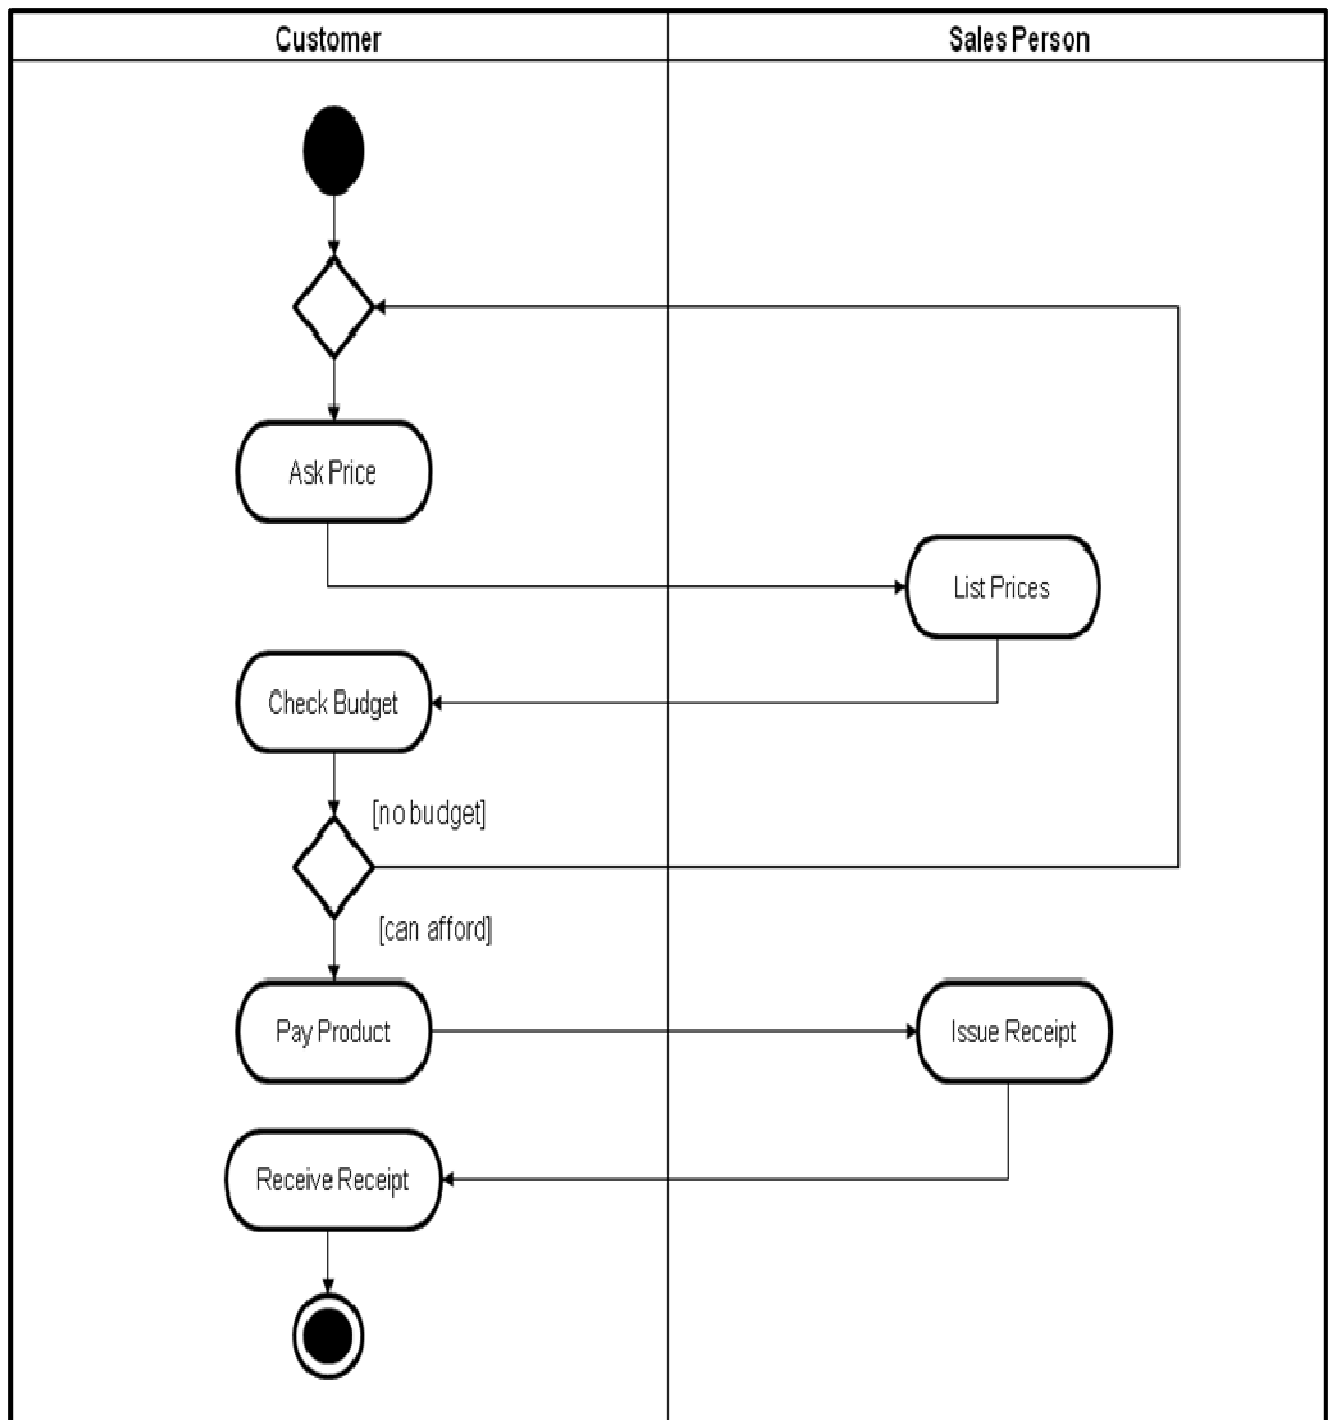 Customer
Sales Person
Ask Price
List Prices
Check Budget
[no budget]
[can afford]
Pay Product
Issue Receipt
Receive Receipt